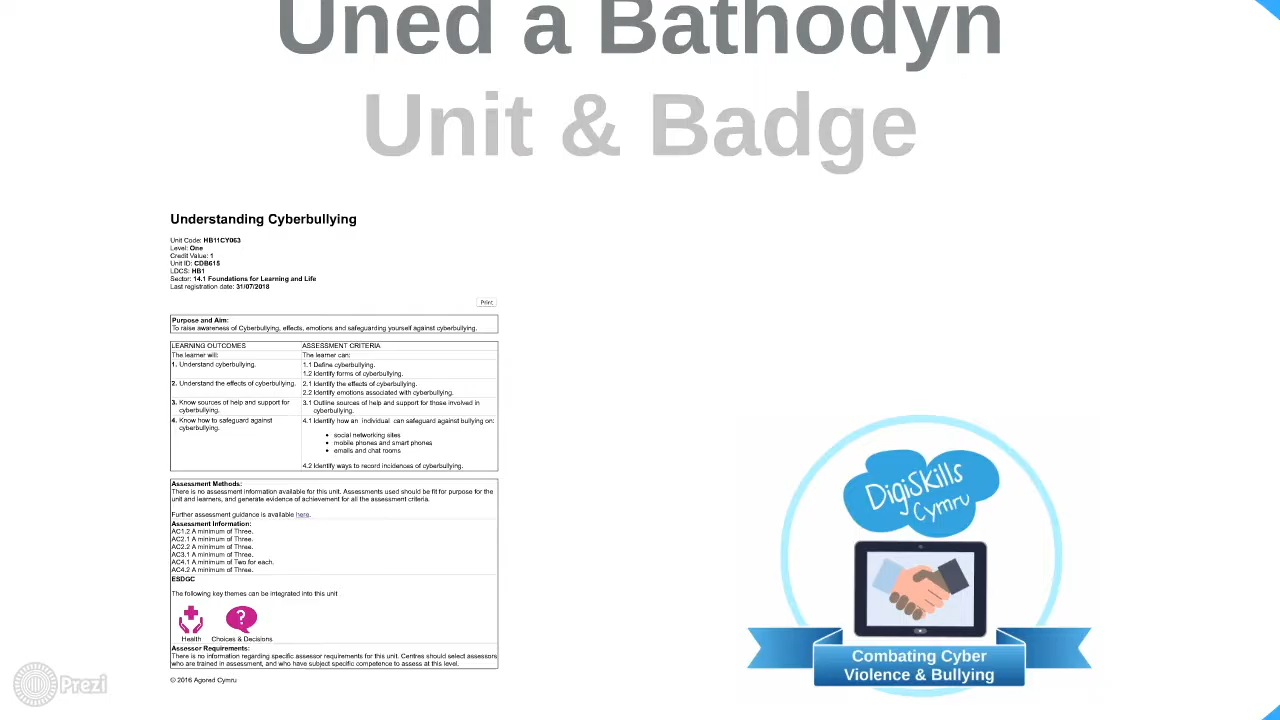 Uned a Bathodyn
Unit & Badge
Understanding Cyberbullying
Unit Code: HB11CY063
Level: One
Credit Value: 1
Unit ID: CDB615
LDCS: HB1
Sector: 14.1 Foundations for Learning and Life
Last registration date: 31/07/2018
Print
Purpose and Aim:
To raise awareness of Cyberbullying, effects, emotions and safeguarding yourself against cyberbullying.
LEARNING OUTCOMES ASSESSMENT CRITERIA
The learner will: The learner can:
1. Understand cyberbullying. 1.1 Define cyberbullying.
1.2 Identify forms of cyberbullying.
2. Understand the effects of cyberbullying. 2.1 Identify the effects of cyberbullying.
2.2 Identify emotions associated with cyberbullying.
3. Know sources of help and support for 3.1 Outline sources of help and support for those involved in
cyberbullying. cyberbullying.
4. Know how to safeguard against 4.1 Identify how an individual can safeguard against bullying on:
cyberbullying.
• social networking sites
• mobile phones and smart phones
• emails and chat rooms
4.2 Identify ways to record incidences of cyberbullying.
Assessment Methods:
There is no assessment information available for this unit. Assessments used should be fit for purpose for the
unit and learners, and generate evidence of achievement for all the assessment criteria.
Further assessment guidance is available here.
Assessment Information:
AC1.2 A minimum of Three.
AC2.1 A minimum of Three.
AC2.2 A minimum of Three.
AC3.1 A minimum of Three.
AC4.1 A minimum of Two for each.
AC4.2 A minimum of Three.
ESDGC
The following key themes can be integrated into this unit
?
Health Choices & Decisions
Assessor Requirements:
There is no information regarding specific assessor requirements for this unit. Centres should select assessors
who are trained in assessment, and who have subject specific competence to assess at this level.
© 2016 Agored Cymru
DigiSkills
Cymru
Combating Cyber
Violence & Bullying
Prezi